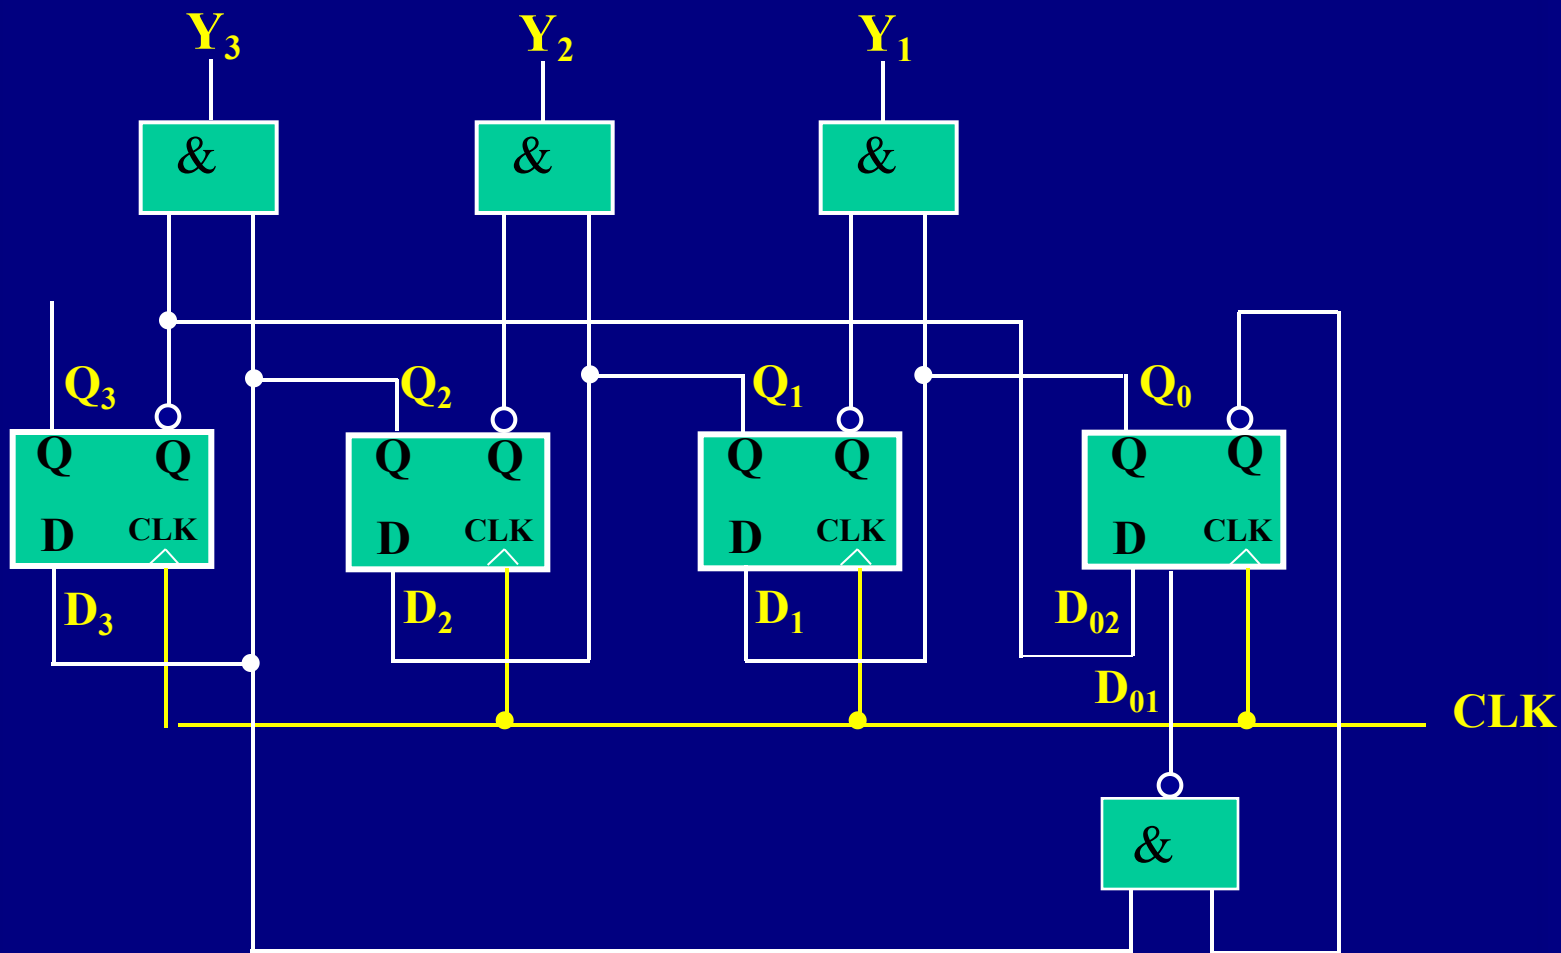 Y₃ Y₂ Y₁
& & &
Q₃ Q₂ Q₁ Q₀
Q Q Q Q Q Q Q Q
D CLK D CLK D CLK D CLK
D₃ D₂ D₁ D₀₂
D₀₁ CLK
&